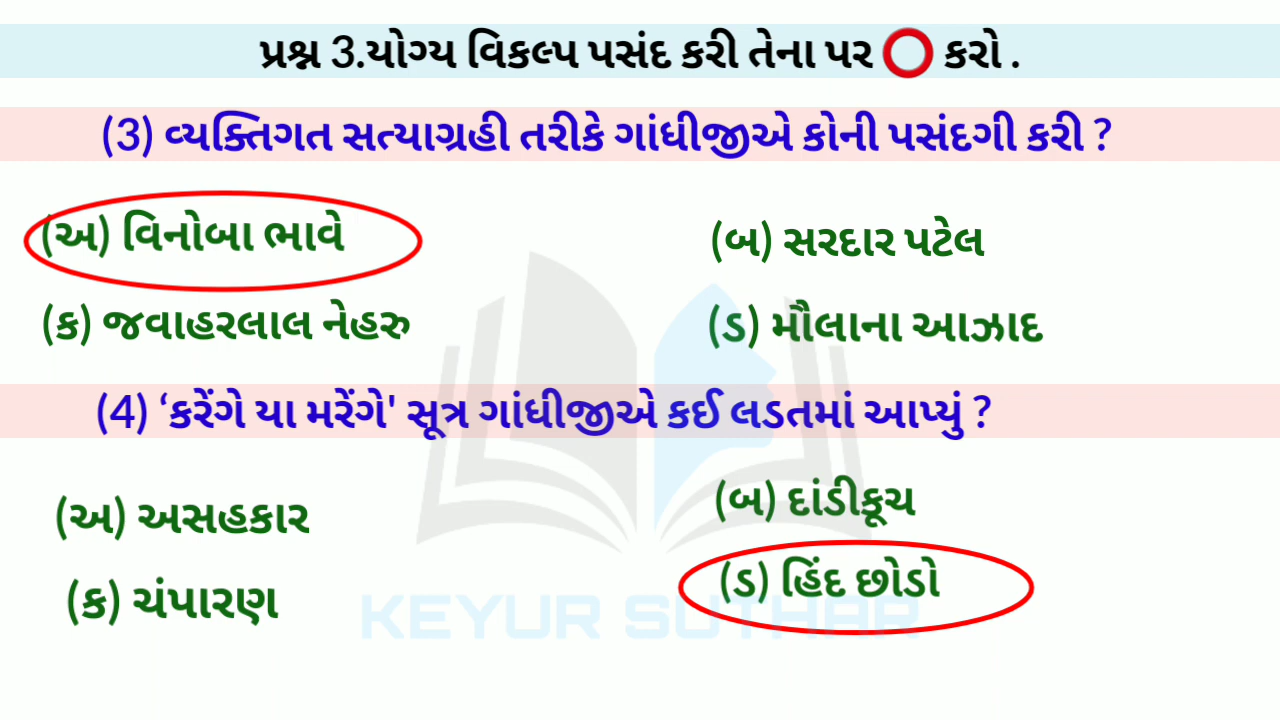 પ્રશ્ન 3.યોગ્ય વિકલ્પ પસંદ કરી તેના પર ⭕ કરો .
(3) વ્યક્તિગત સત્યાગ્રહી તરીકે ગાંધીજીએ કોની પસંદગી કરી ?
(અ) વિનોબા ભાવે (બ) સરદાર પટેલ
(ક) જવાહરલાલ નેહરુ (ડ) મૌલાના આઝાદ
(4) ‘કરેંગે યા મરેંગે' સૂત્ર ગાંધીજીએ કઈ લડતમાં આપ્યું ?
(અ) અસહકાર (બ) દાંડીકૂચ
(ક) ચંપારણ (ડ) હિંદ છોડો
KEYUR SUTHAR